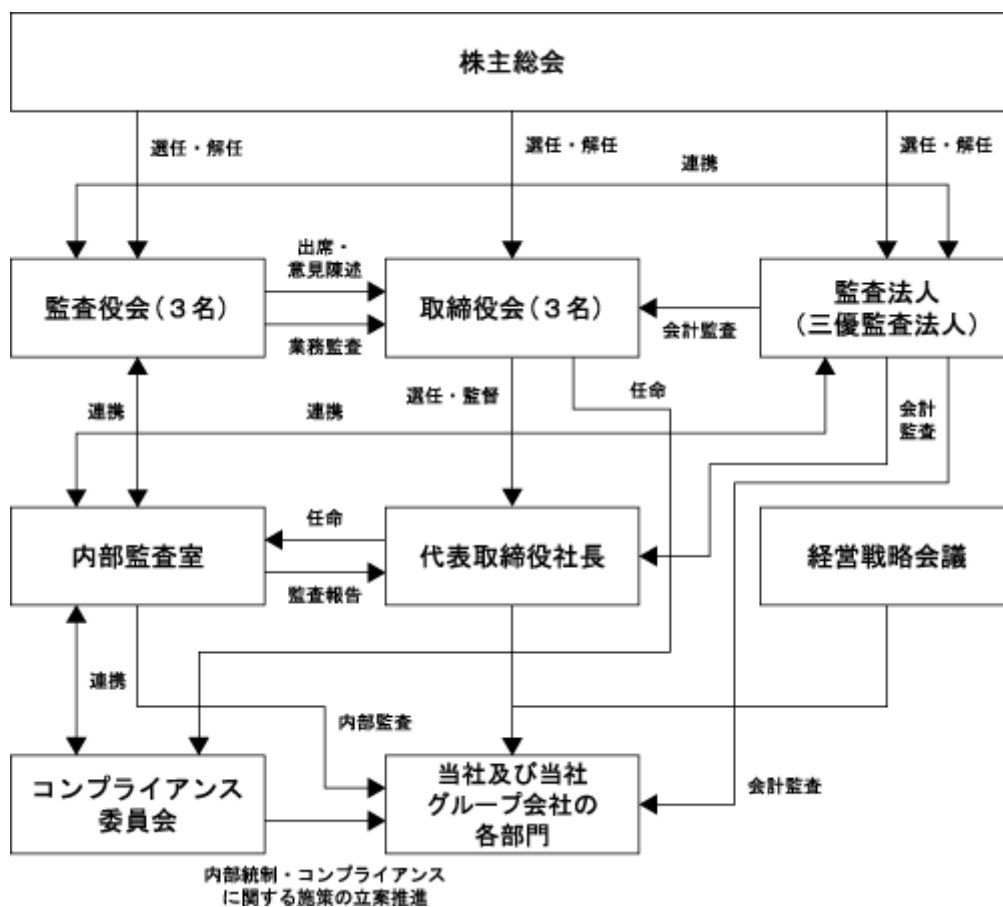 株主総会
選任・解任
選任・解任
選任・解任
連携
出席・
意見陳述
監査役会(3名)
取締役会(3名)
監査法人
(三優監査法人)
業務監査
会計監査
選任・監督
任命
連携
連携
会計
監査
任命
内部監査室
代表取締役社長
経営戦略会議
監査報告
連携
内部監査
コンプライアンス
委員会
当社及び当社
グループ会社の
各部門
会計監査
内部統制・コンプライアンス
に関する施策の立案推進